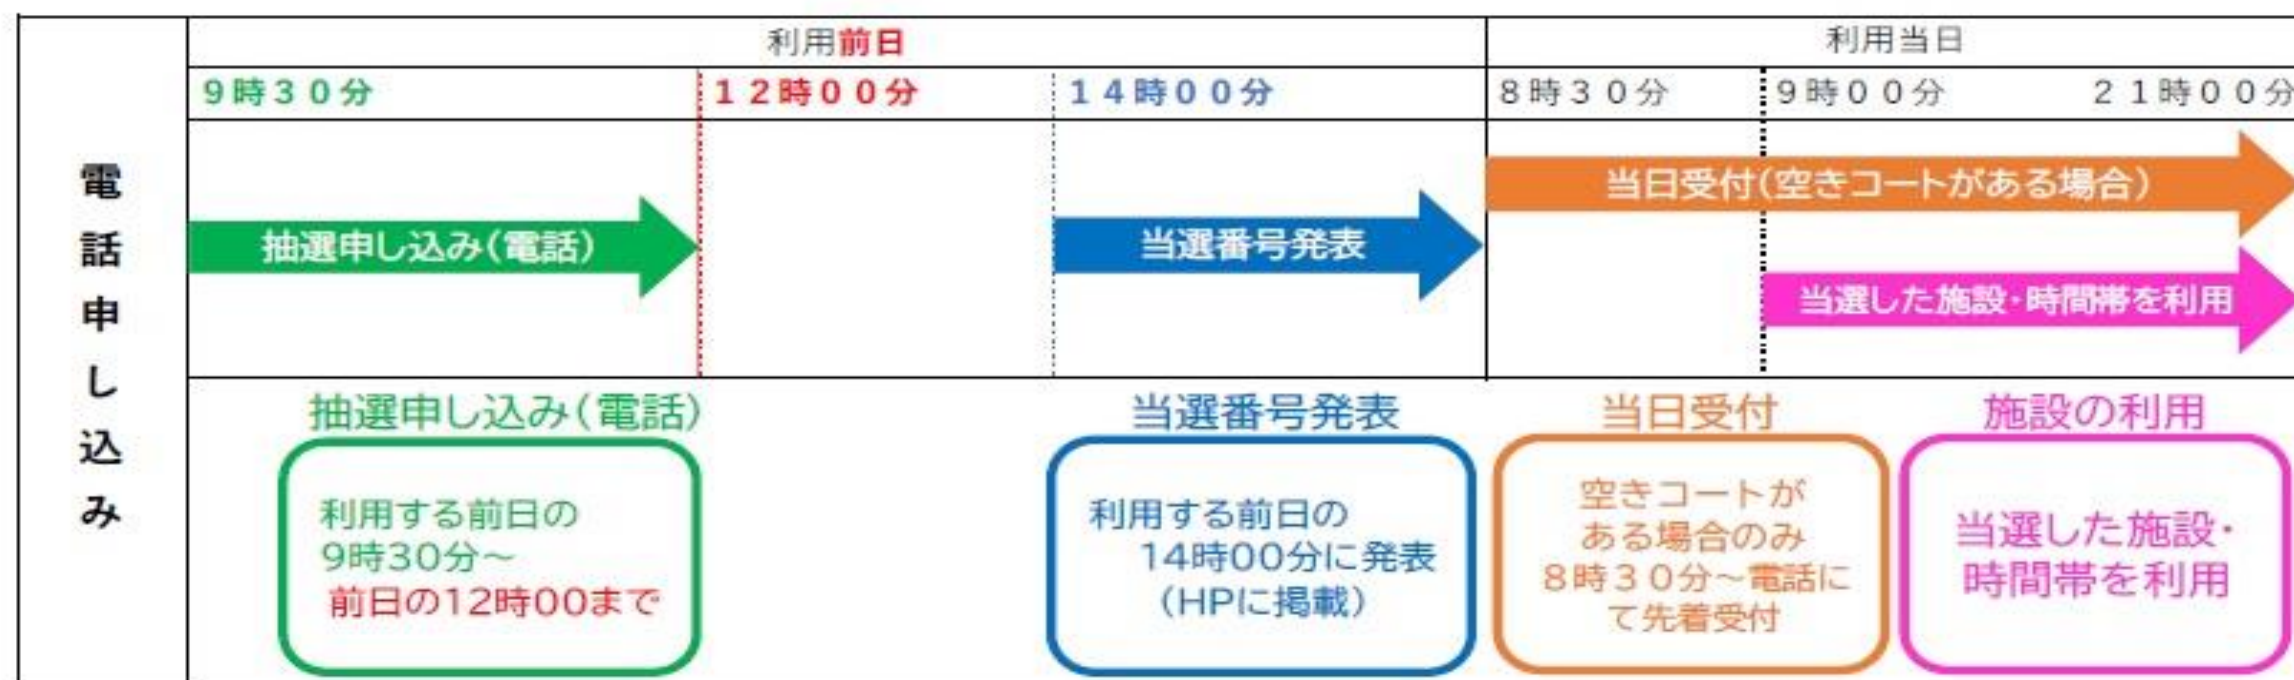 電話申し込み
利用前日
利用当日
９時３０分
１２時００分
１４時００分
８時３０分
９時００分
２１時００分
当日受付(空きコートがある場合)
抽選申し込み(電話)
当選番号発表
当選した施設・時間帯を利用
抽選申し込み(電話)
利用する前日の
9時30分～
前日の12時00まで
当選番号発表
利用する前日の
14時00分に発表
(HPに掲載)
当日受付
空きコートが
ある場合のみ
８時３０分～電話に
て先着受付
施設の利用
当選した施設・
時間帯を利用